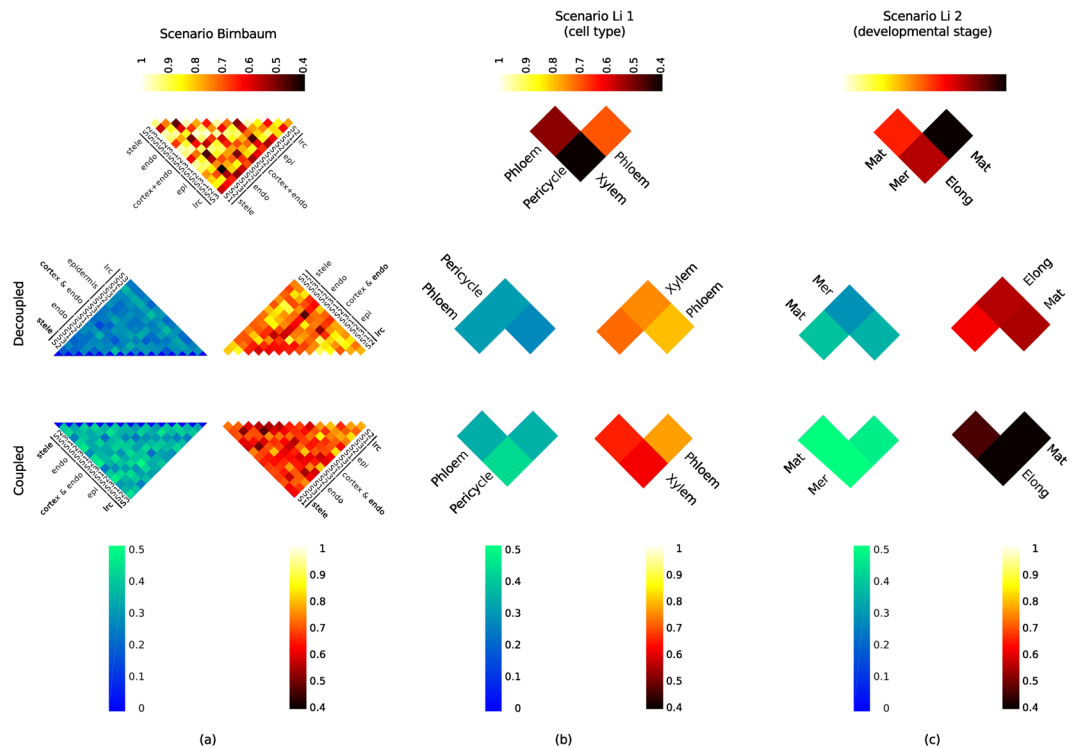 Scenario Birnbaum
Scenario Li 1
(cell type)
Scenario Li 2
(developmental stage)
1
0.9
0.8
0.7
0.6
0.5
0.4
1
0.9
0.8
0.7
0.6
0.5
0.4
stele
endo
cortex+endo
epi
lrc
lrc
epi
cortex+endo
endo
stele
Phloem
Pericycle
Xylem
Phloem
Mat
Mer
Elong
Mat
Decoupled
lrc
epidermis
cortex & endo
endo
stele
stele
endo
cortex & endo
epi
lrc
Pericycle
Phloem
Xylem
Phloem
Mer
Mat
Elong
Mat
Coupled
stele
endo
cortex & endo
epi
lrc
lrc
epi
cortex & endo
endo
stele
Phloem
Pericycle
Phloem
Xylem
Mat
Mer
Mat
Elong
0.5
0.4
0.3
0.2
0.1
0
1
0.9
0.8
0.7
0.6
0.5
0.4
0.5
0.4
0.3
0.2
0.1
0
1
0.9
0.8
0.7
0.6
0.5
0.4
0.5
0.4
0.3
0.2
0.1
0
1
0.9
0.8
0.7
0.6
0.5
0.4
(a)
(b)
(c)